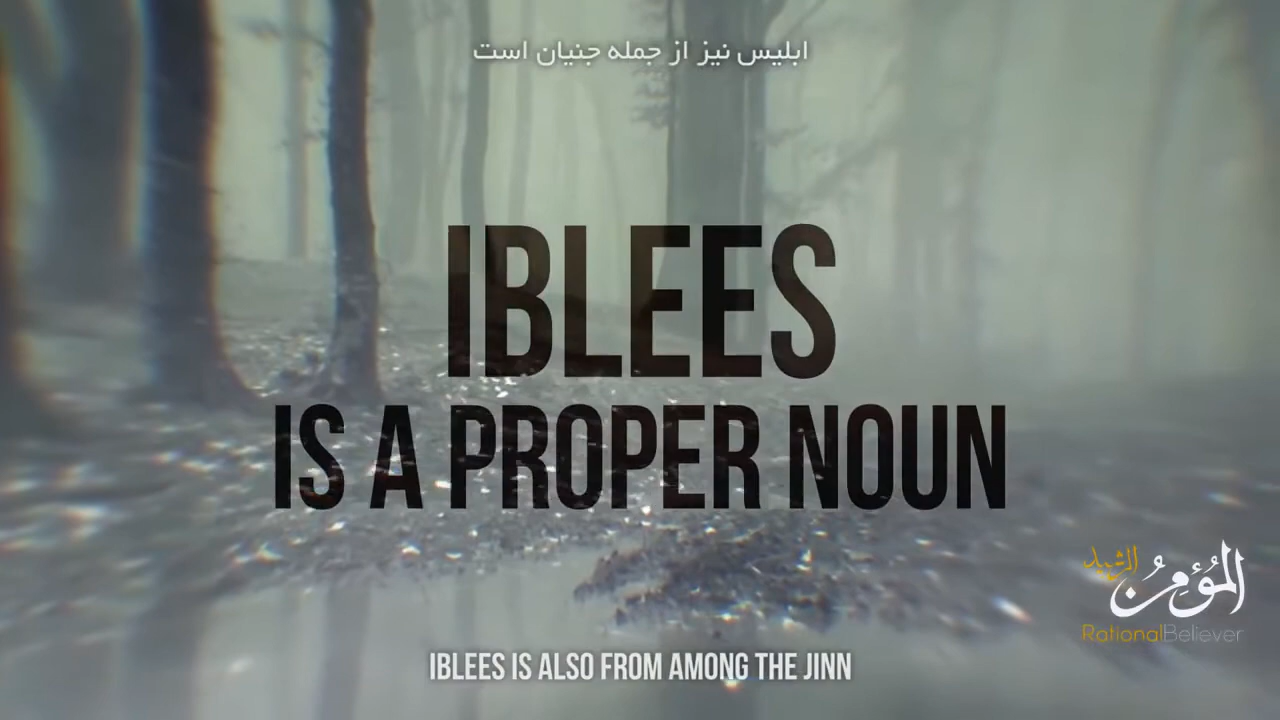 ابلیس نیز از جمله جنیان است
IBLEES
IS A PROPER NOUN
المؤمن الرشيد
RationalBeliever
IBLEES IS ALSO FROM AMONG THE JINN